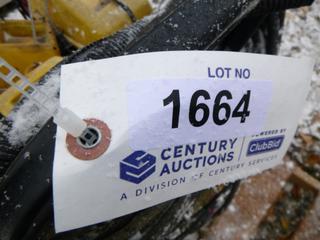 LOT NO
1664
CENTURY AUCTIONS
POWERED BY
ClubBid
A DIVISION OF CENTURY SERVICES